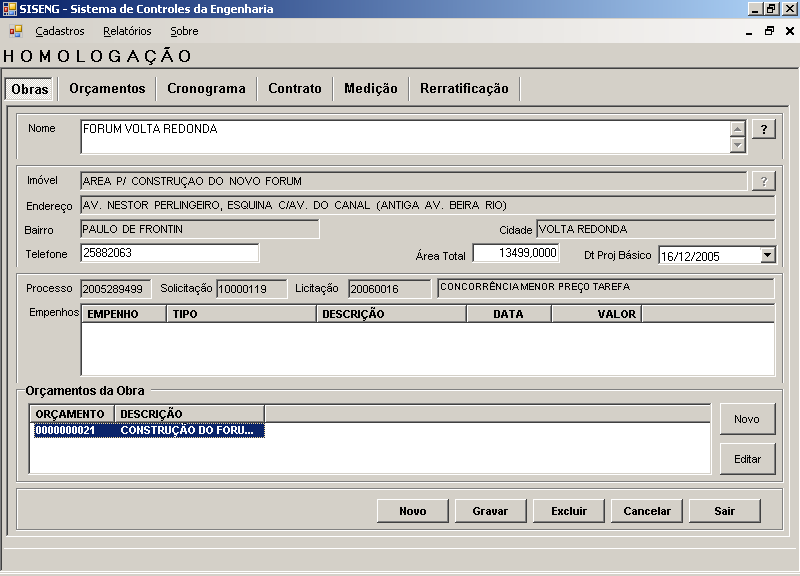 SISENG - Sistema de Controles da Engenharia
Cadastros Relatórios Sobre
HOMOLOGAÇÃO
Obras Orçamentos Cronograma Contrato Medição Rerratificação
Nome FORUM VOLTA REDONDA ?
Imóvel AREA P/ CONSTRUÇAO DO NOVO FORUM ?
Endereço AV. NESTOR PERLINGEIRO, ESQUINA C/AV. DO CANAL (ANTIGA AV. BEIRA RIO)
Bairro PAULO DE FRONTIN Cidade VOLTA REDONDA
Telefone 25882063 Área Total 13499,0000 Dt Proj Básico 16/12/2005
Processo 2005289499 Solicitação 10000119 Licitação 20060016 CONCORRÊNCIAMENOR PREÇO TAREFA
Empenhos EMPENHO TIPO DESCRIÇÃO DATA VALOR
Orçamentos da Obra
ORÇAMENTO DESCRIÇÃO
0000000021 CONSTRUÇÃO DO FORU...
Novo
Editar
Novo Gravar Excluir Cancelar Sair